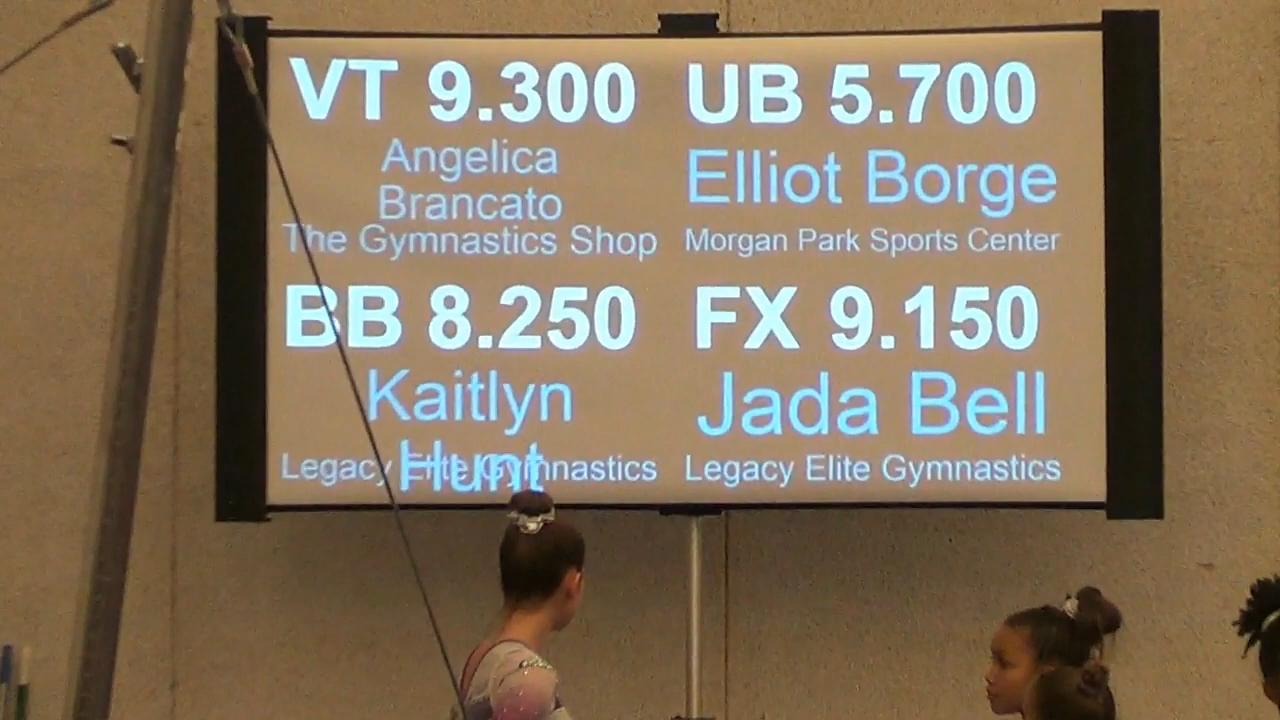 VT 9.300
Angelica
Brancato
The Gymnastics Shop
UB 5.700
Elliot Borge
Morgan Park Sports Center
BB 8.250
Kaitlyn
Hunt
Legacy Elite Gymnastics
FX 9.150
Jada Bell
Legacy Elite Gymnastics